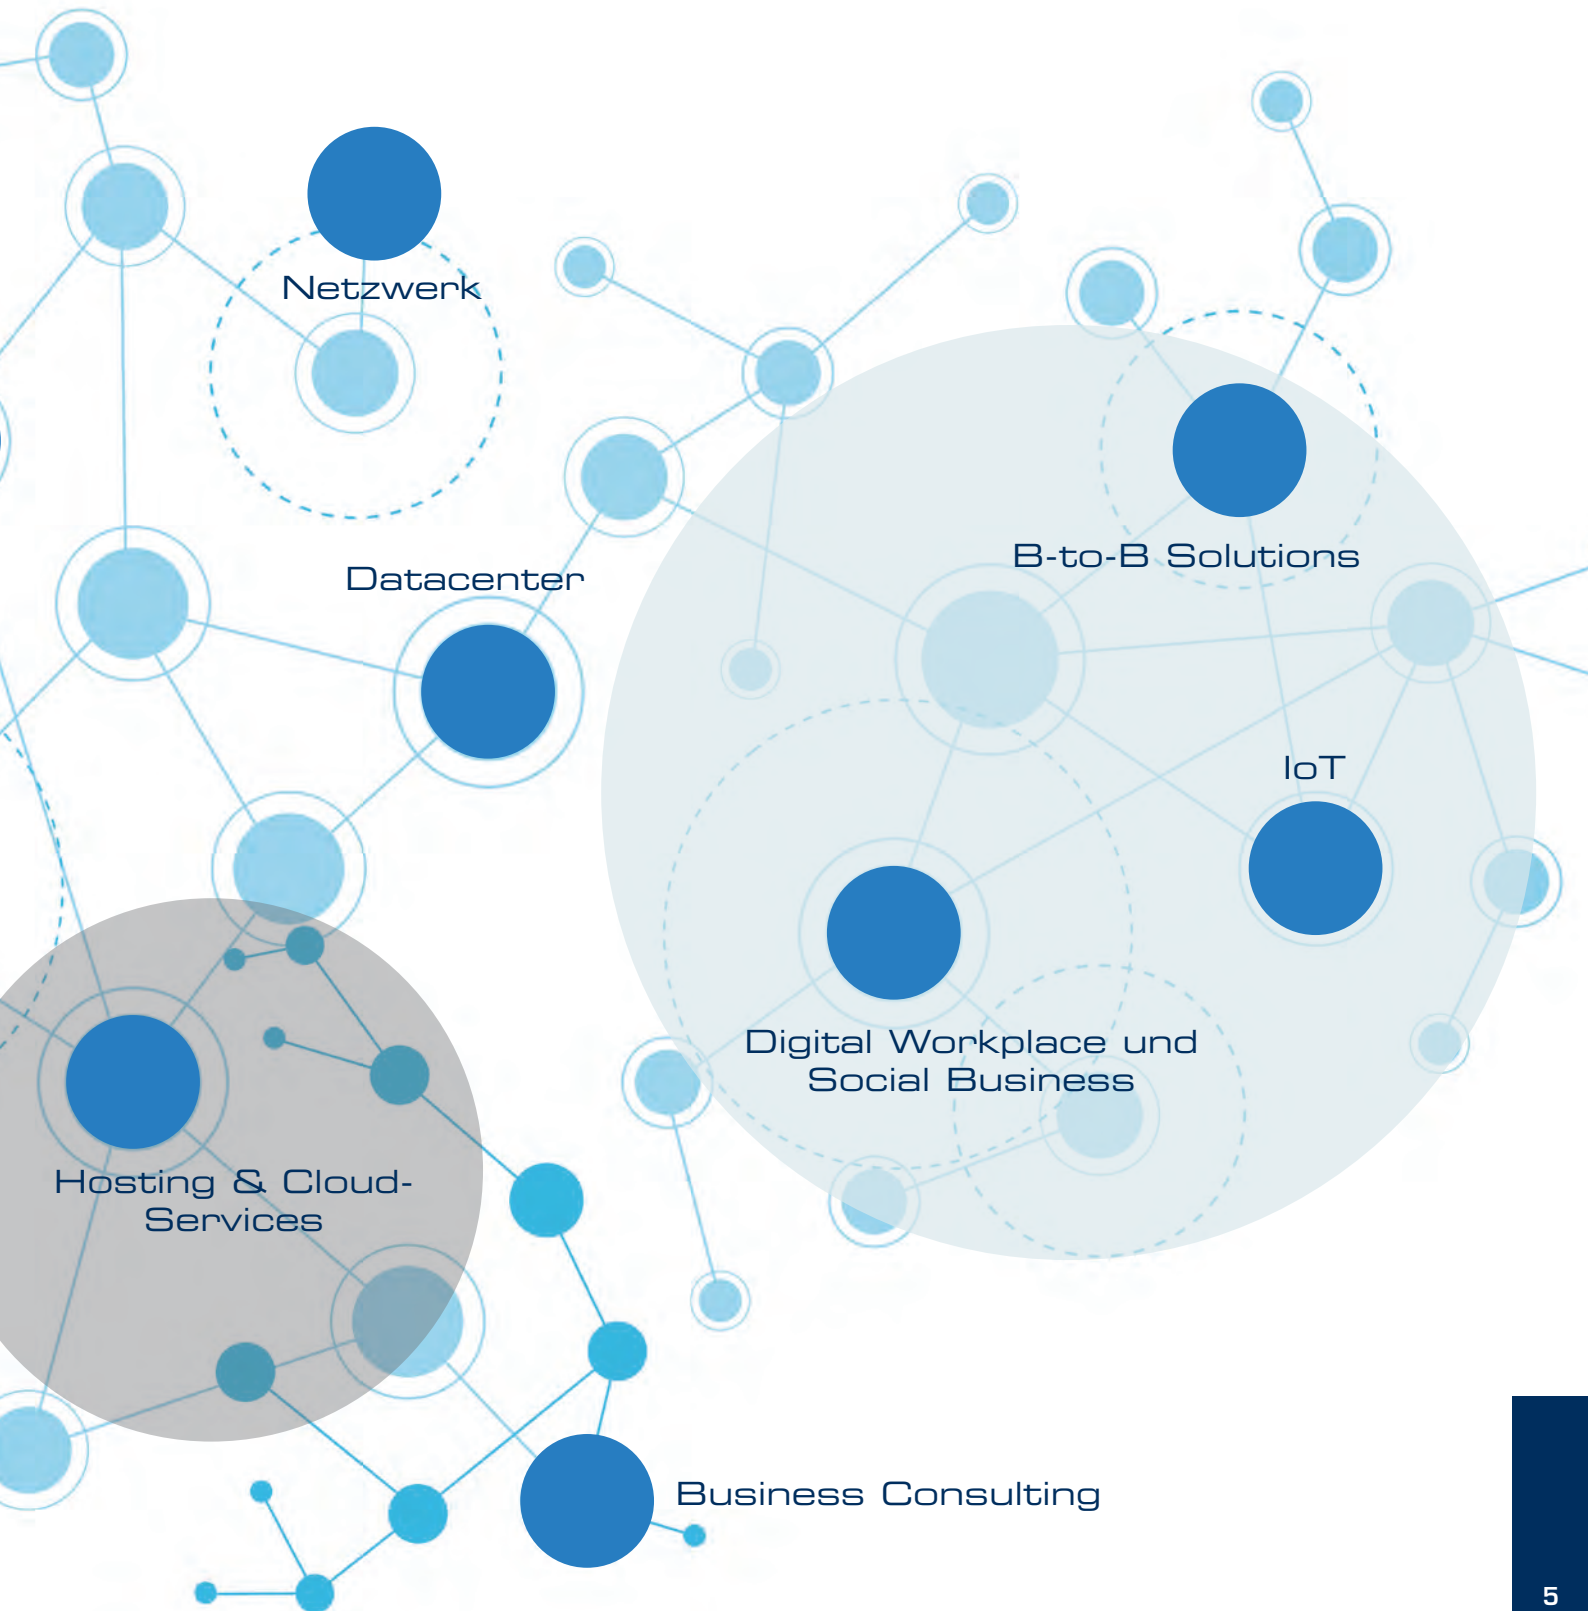 Netzwerk
Datacenter
B-to-B Solutions
IoT
Digital Workplace und
Social Business
Hosting & Cloud-
Services
Business Consulting
5